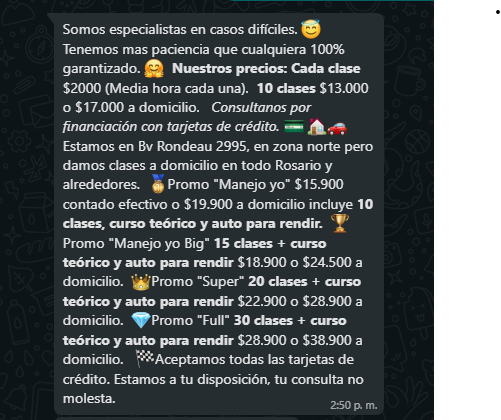 Somos especialistas en casos difíciles. 😅
Tenemos mas paciencia que cualquiera 100%
garantizado. 🤗 Nuestros precios: Cada clase
$2000 (Media hora cada una). 10 clases $13.000
o $17.000 a domicilio. Consultanos por
financiación con tarjetas de crédito. 💳🏠🚗
Estamos en Bv Rondeau 2995, en zona norte pero
damos clases a domicilio en todo Rosario y
alrededores. 🏅Promo "Manejo yo" $15.900
contado efectivo o $19.900 a domicilio incluye 10
clases, curso teórico y auto para rendir. 🏆
Promo "Manejo yo Big" 15 clases + curso
teórico y auto para rendir $18.900 o $24.500 a
domicilio. 👑Promo "Super" 20 clases + curso
teórico y auto para rendir $22.900 o $28.900 a
domicilio. 💎Promo "Full" 30 clases + curso
teórico y auto para rendir $28.900 o $38.900 a
domicilio. 🏁Aceptamos todas las tarjetas de
crédito. Estamos a tu disposición, tu consulta no
molesta.
2:50 p. m.